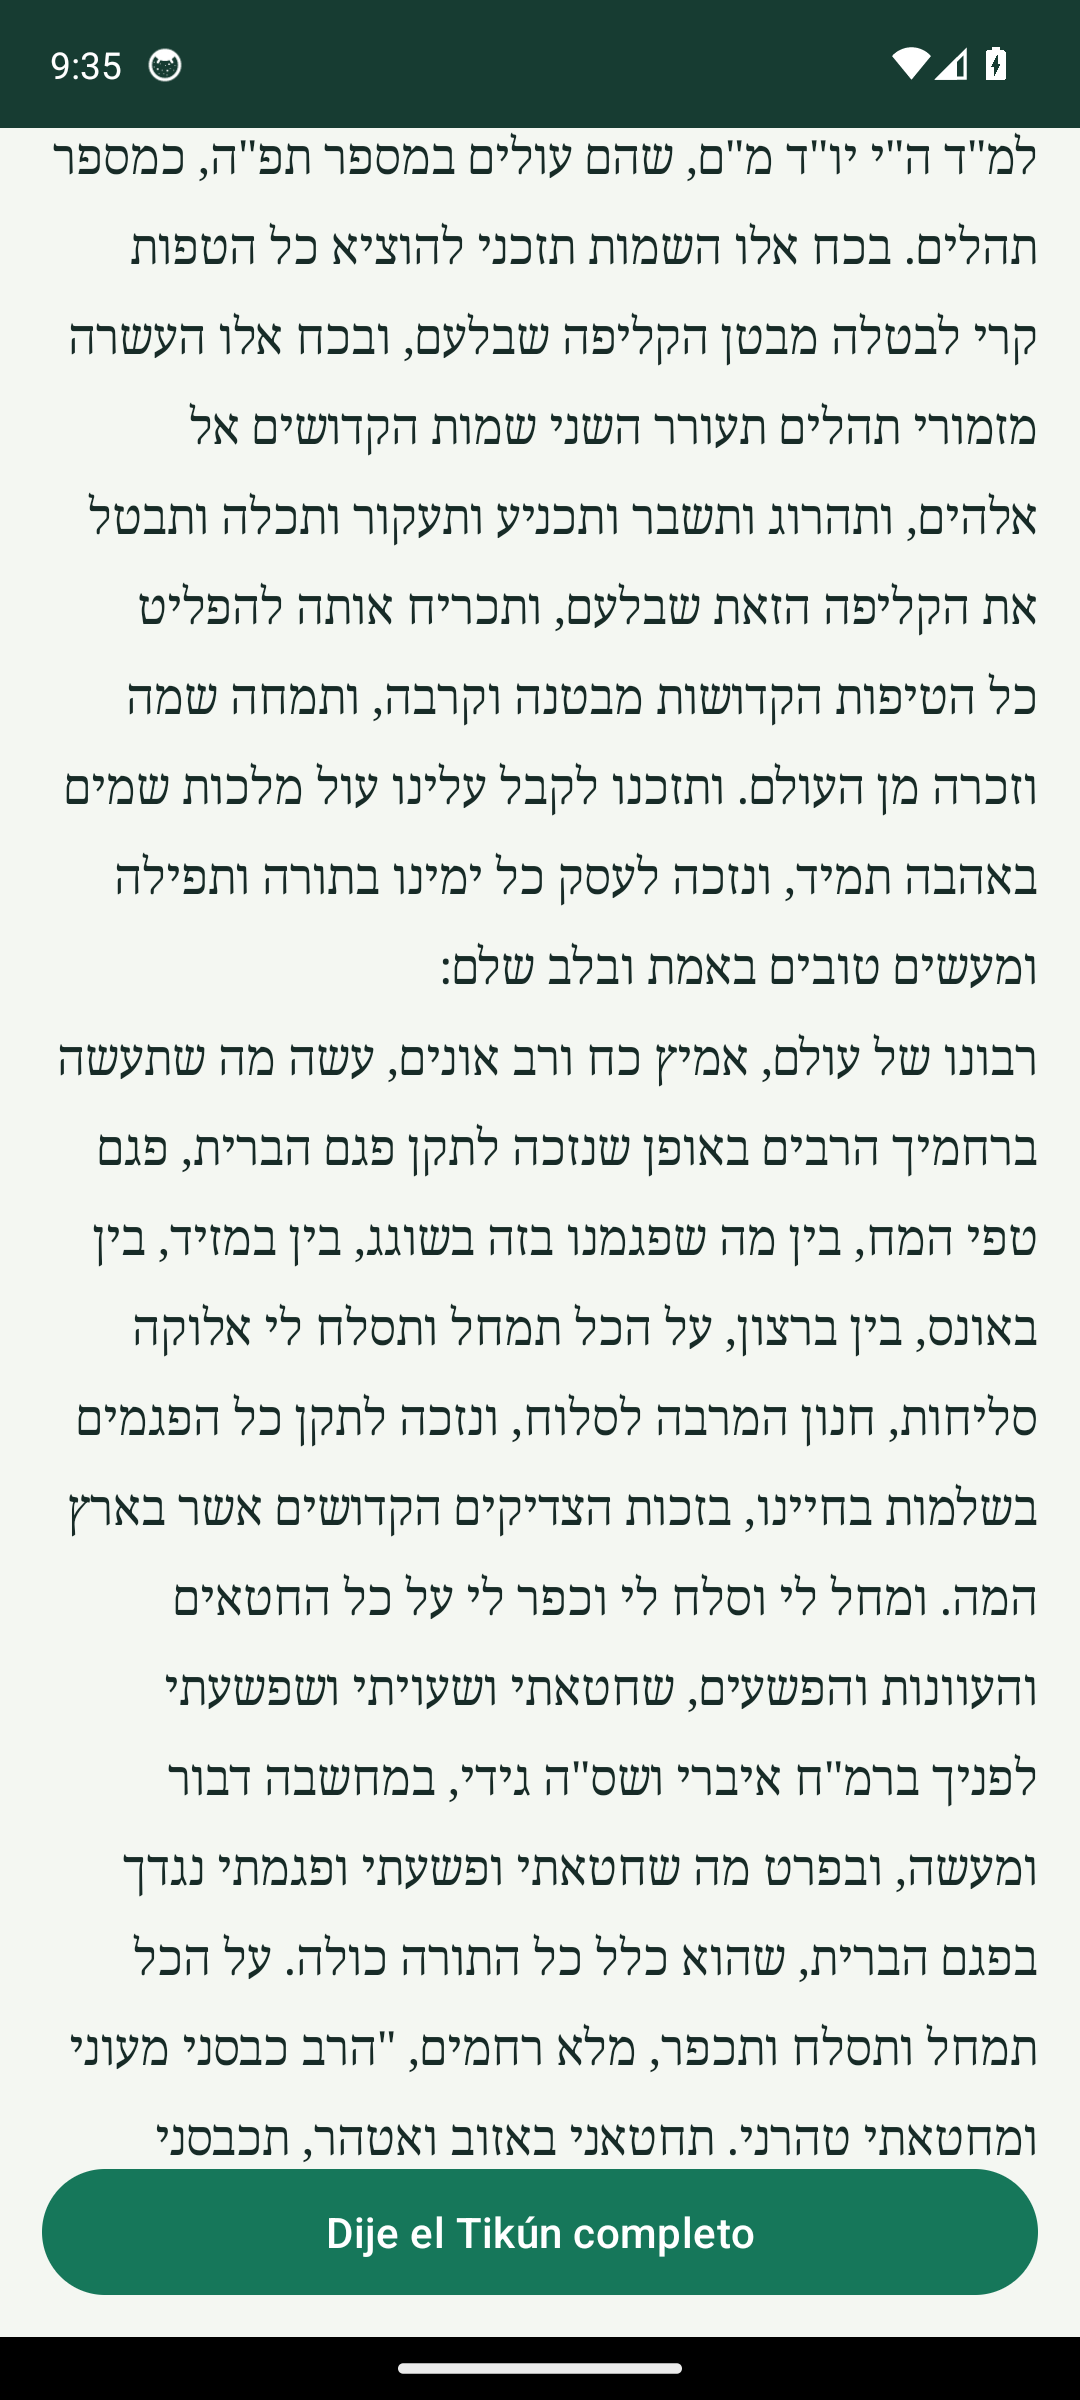 9:35
למ"ד ה"י יו"ד מ"ם, שהם עולים במספר תפ"ה, כמספר
תהלים. בכח אלו השמות תזכני להוציא כל הטפות
קרי לבטלה מבטן הקליפה שבלעם, ובכח אלו העשרה
מזמורי תהלים תעורר השני שמות הקדושים אל
אלהים, ותהרוג ותשבר ותכניע ותעקור ותכלה ותבטל
את הקליפה הזאת שבלעם, ותכריח אותה להפליט
כל הטיפות הקדושות מבטנה וקרבה, ותמחה שמה
וזכרה מן העולם. ותזכנו לקבל עלינו עול מלכות שמים
באהבה תמיד, ונזכה לעסק כל ימינו בתורה ותפילה
ומעשים טובים באמת ובלב שלם:
רבונו של עולם, אמיץ כח ורב אונים, עשה מה שתעשה
ברחמיך הרבים באופן שנזכה לתקן פגם הברית, פגם
טפי המח, בין מה שפגמנו בזה בשוגג, בין במזיד, בין
באונס, בין ברצון, על הכל תמחל ותסלח לי אלוקה
סליחות, חנון המרבה לסלוח, ונזכה לתקן כל הפגמים
בשלמות בחיינו, בזכות הצדיקים הקדושים אשר בארץ
המה. ומחל לי וסלח לי וכפר לי על כל החטאים
והעוונות והפשעים, שחטאתי ושעויתי ושפשעתי
לפניך ברמ"ח איברי ושס"ה גידי, במחשבה דבור
ומעשה, ובפרט מה שחטאתי ופשעתי ופגמתי נגדך
בפגם הברית, שהוא כלל כל התורה כולה. על הכל
תמחל ותסלח ותכפר, מלא רחמים, "הרב כבסני מעוני
ומחטאתי טהרני. תחטאני באזוב ואטהר, תכבסני
Dije el Tikún completo